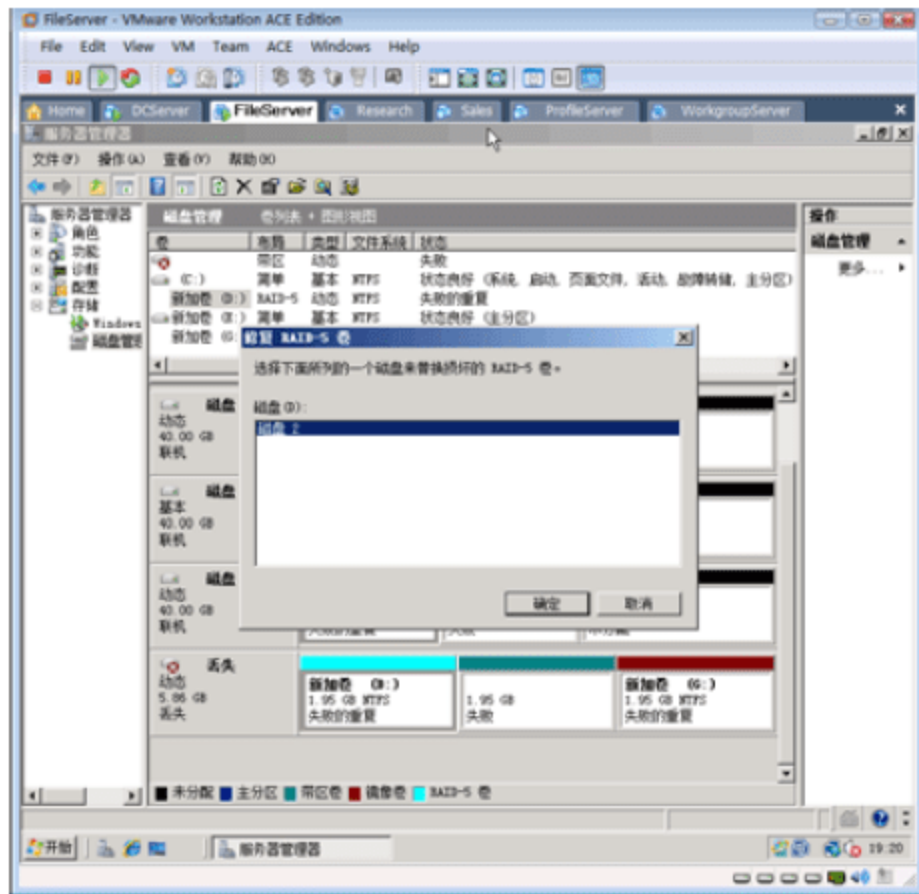 FileServer - VMware Workstation ACE Edition
File Edit View VM Team ACE Windows Help
Home DCServer FileServer Research Sales ProfileServer WorkgroupServer
服务器管理器
文件(F) 操作(A) 查看(V) 帮助(H)
服务器管理器
角色
功能
诊断
配置
存储
Windows
磁盘管理
磁盘管理 卷列表 + 图形视图
卷 布局 类型 文件系统 状态
带区 动态 失败
(C:) 简单 基本 NTFS 状态良好 (系统, 启动, 页面文件, 活动, 故障转储, 主分区)
新加卷 RAID-5 动态 NTFS 失败的重复
新加卷 (E:) 简单 基本 NTFS 状态良好 (主分区)
新加卷 (G:
操作
磁盘管理
更多...
修复 RAID-5 卷
选择下面所列的一个磁盘来替换损坏的 RAID-5 卷。
磁盘(D):
磁盘 2
确定 取消
磁盘
动态
40.00 GB
联机
磁盘
基本
40.00 GB
联机
磁盘
动态
40.00 GB
联机
丢失
动态
5.86 GB
丢失
新加卷
1.95 GB NTFS
失败的重复
1.95 GB
失败
新加卷 (G:)
1.95 GB NTFS
失败的重复
未分配 主分区 带区卷 镜像卷 RAID-5 卷
开始 服务器管理器 19:20